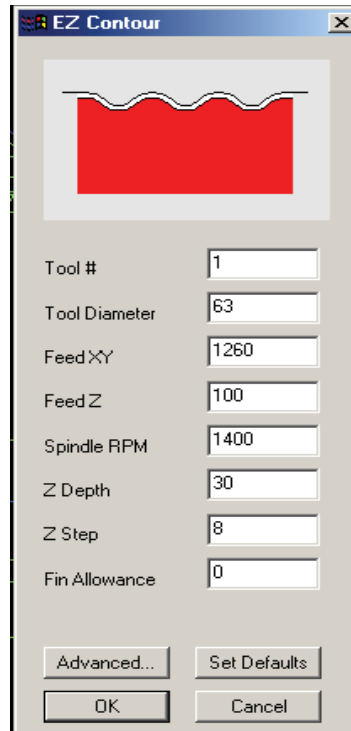 EZ Contour
Tool # 1
Tool Diameter 63
Feed XY 1260
Feed Z 100
Spindle RPM 1400
Z Depth 30
Z Step 8
Fin Allowance 0
Advanced... Set Defaults
OK Cancel